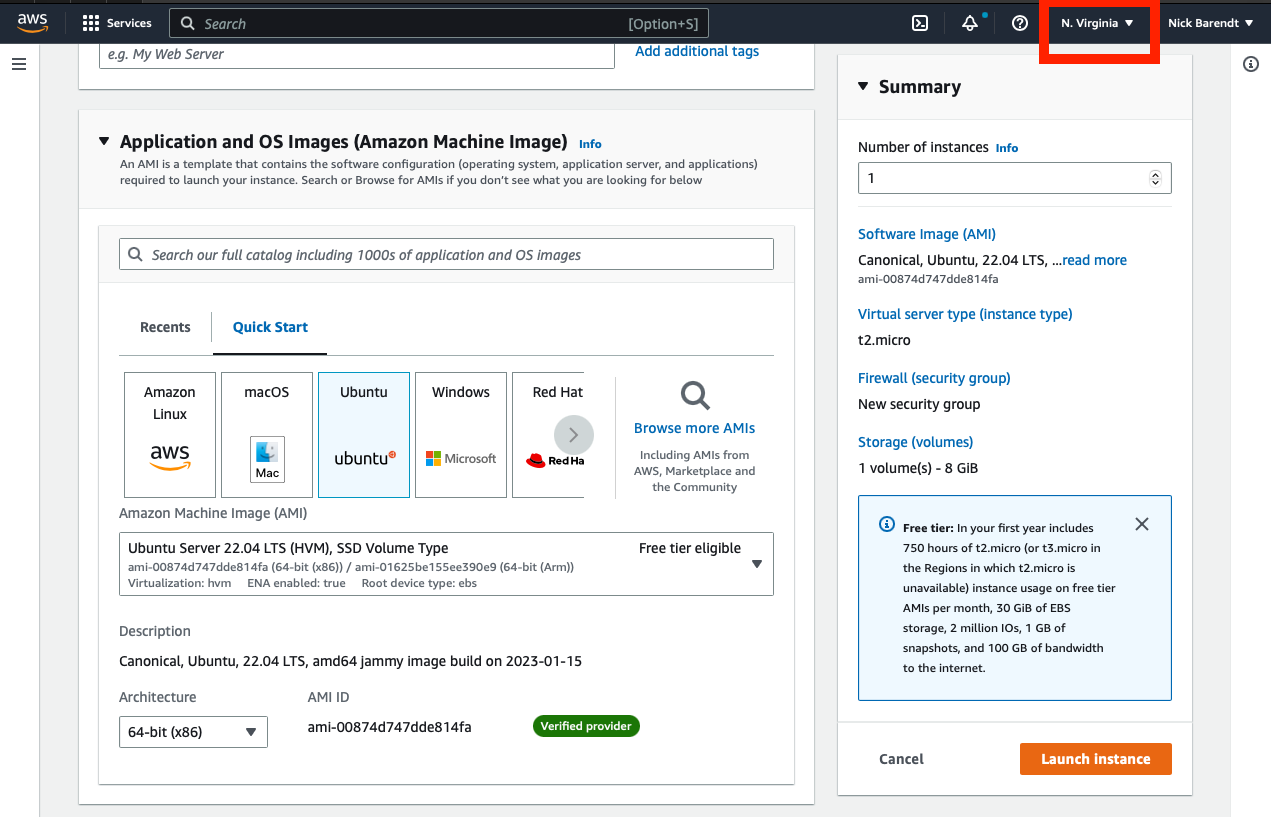 aws
Services
Search
[Option+S]
N. Virginia
Nick Barendt
e.g. My Web Server
Add additional tags
Application and OS Images (Amazon Machine Image) Info
An AMI is a template that contains the software configuration (operating system, application server, and applications)
required to launch your instance. Search or Browse for AMIs if you don't see what you are looking for below
Search our full catalog including 1000s of application and OS images
Recents
Quick Start
Amazon
Linux
aws
macOS
Mac
Ubuntu
ubuntu
Windows
Microsoft
Red Hat
Red Ha
Browse more AMIs
Including AMIs from
AWS, Marketplace and
the Community
Amazon Machine Image (AMI)
Ubuntu Server 22.04 LTS (HVM), SSD Volume Type
Free tier eligible
ami-00874d747dde814fa (64-bit (x86)) / ami-01625be155ee390e9 (64-bit (Arm))
Virtualization: hvm ENA enabled: true Root device type: ebs
Description
Canonical, Ubuntu, 22.04 LTS, amd64 jammy image build on 2023-01-15
Architecture
AMI ID
64-bit (x86)
ami-00874d747dde814fa
Verified provider
Summary
Number of instances Info
1
Software Image (AMI)
Canonical, Ubuntu, 22.04 LTS, ...read more
ami-00874d747dde814fa
Virtual server type (instance type)
t2.micro
Firewall (security group)
New security group
Storage (volumes)
1 volume(s) - 8 GiB
Free tier: In your first year includes
750 hours of t2.micro (or t3.micro in
the Regions in which t2.micro is
unavailable) instance usage on free tier
AMIs per month, 30 GiB of EBS
storage, 2 million IOs, 1 GB of
snapshots, and 100 GB of bandwidth
to the internet.
Cancel
Launch instance